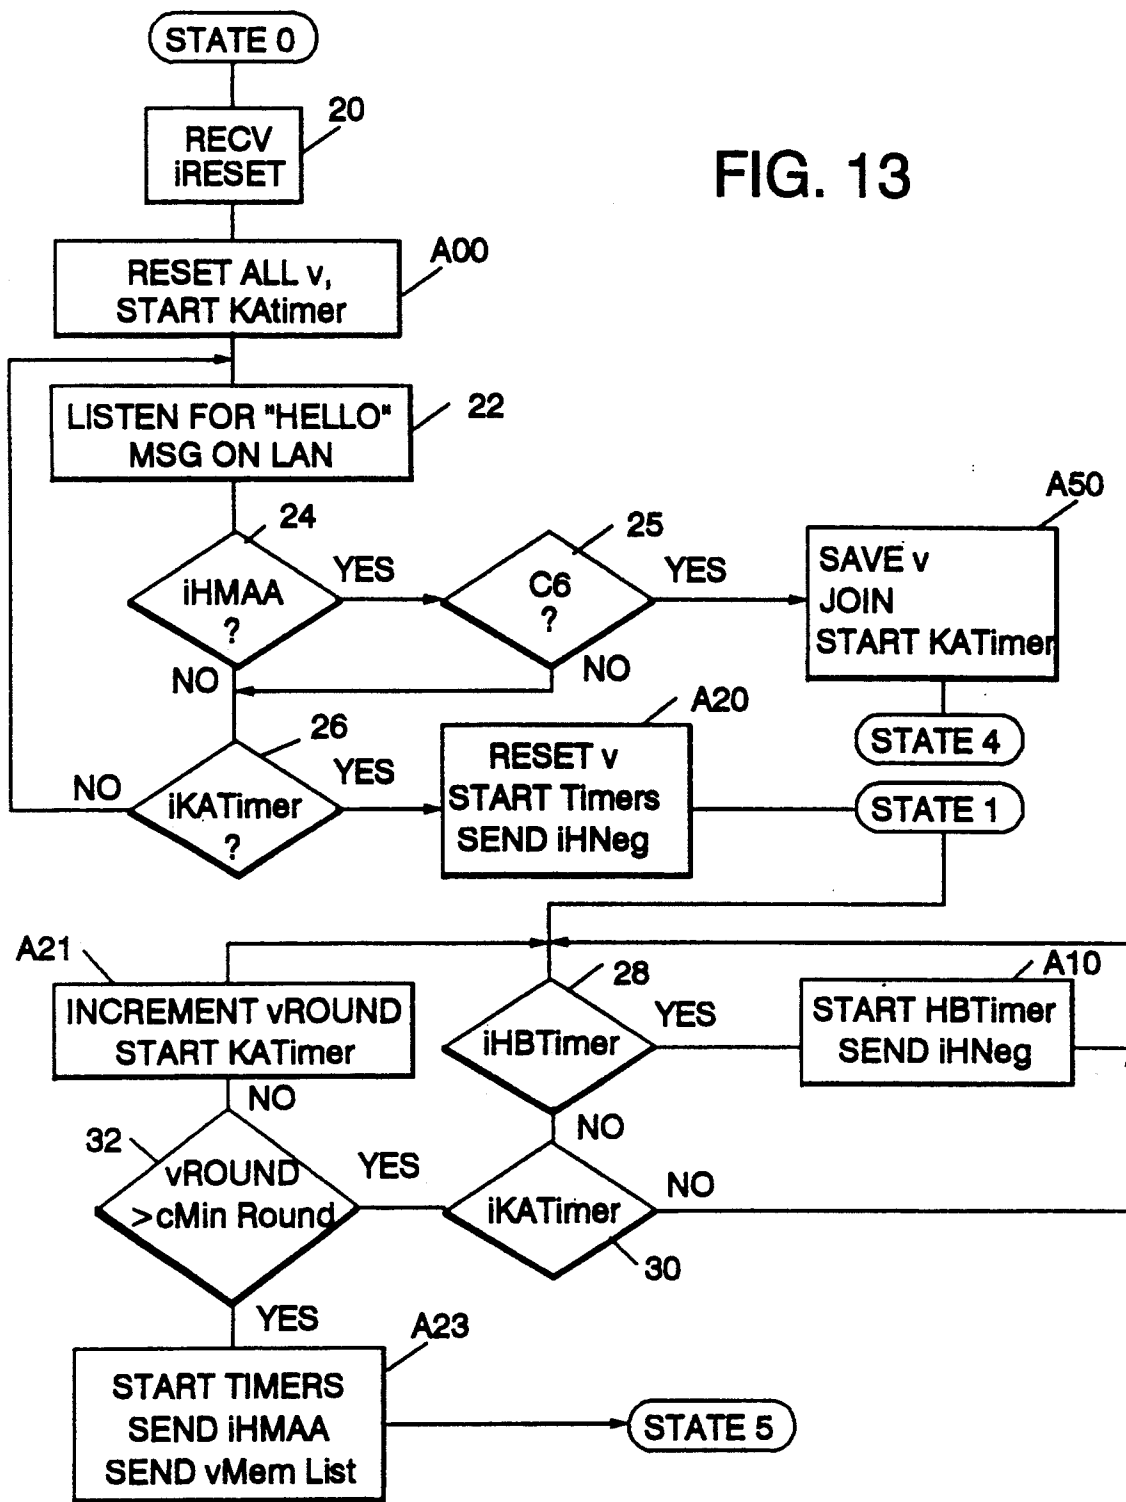 STATE 0
20
RECV
iRESET
FIG. 13
A00
RESET ALL v,
START KAtimer
22
LISTEN FOR "HELLO"
MSG ON LAN
24
iHMAA
?
YES
NO
25
C6
?
YES
NO
A50
SAVE v
JOIN
START KATimer
STATE 4
26
iKATimer
?
NO
YES
A20
RESET v
START Timers
SEND iHNeg
STATE 1
A21
INCREMENT vROUND
START KATimer
28
iHBTimer
YES
NO
A10
START HBTimer
SEND iHNeg
NO
32
vROUND
>cMin Round
YES
iKATimer
NO
30
YES
A23
START TIMERS
SEND iHMAA
SEND vMem List
STATE 5